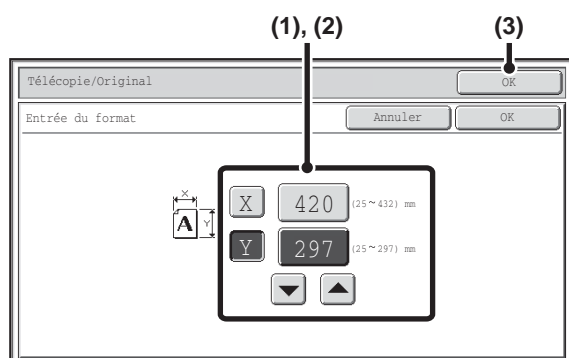 (1), (2) (3)
Télécopie/Original OK
Entrée du format Annuler OK
X
X 420 (25~432) mm
A Y
Y 297 (25~297) mm